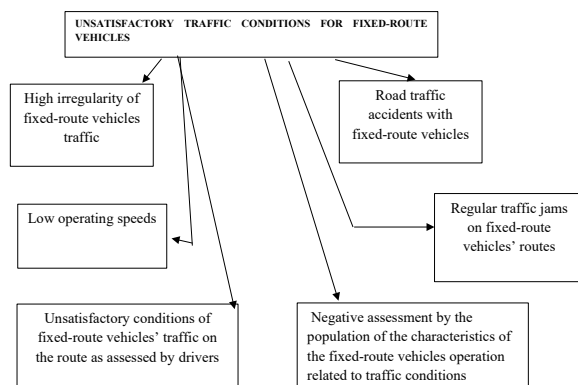 UNSATISFACTORY TRAFFIC CONDITIONS FOR FIXED-ROUTE
VEHICLES
High irregularity of
fixed-route vehicles
traffic
Road traffic
accidents with
fixed-route vehicles
Low operating speeds
Regular traffic jams
on fixed-route
vehicles’ routes
Unsatisfactory conditions of
fixed-route vehicles’ traffic on
the route as assessed by drivers
Negative assessment by the
population of the characteristics of
the fixed-route vehicles operation
related to traffic conditions